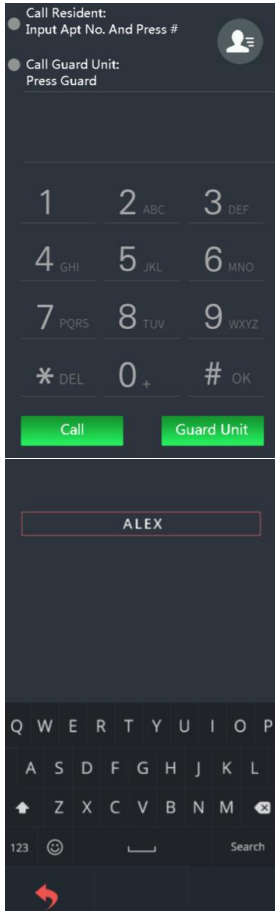 Call Resident:
Input Apt No. And Press #
Call Guard Unit:
Press Guard
1 2 ABC 3 DEF
4 GHI 5 JKL 6 MNO
7 PQRS 8 TUV 9 WXYZ
* DEL 0 + # OK
Call Guard Unit
ALEX
Q W E R T Y U I O P
A S D F G H J K L
Z X C V B N M
123 Search